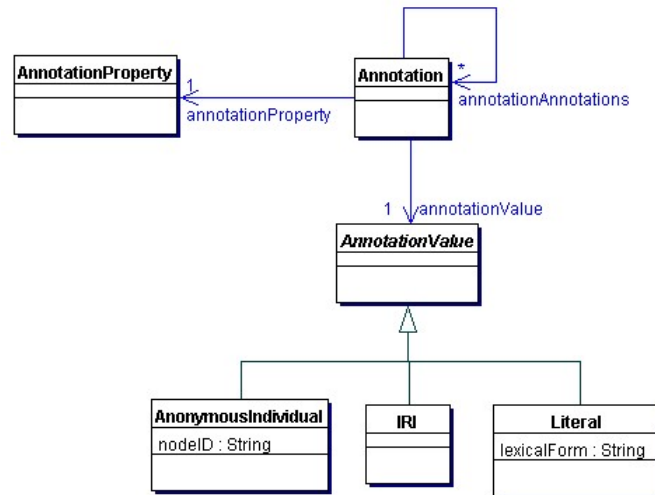 AnnotationProperty
Annotation
*
annotationAnnotations
1
annotationProperty
1 annotationValue
AnnotationValue
AnonymousIndividual
nodeID : String
IRI
Literal
lexicalForm : String